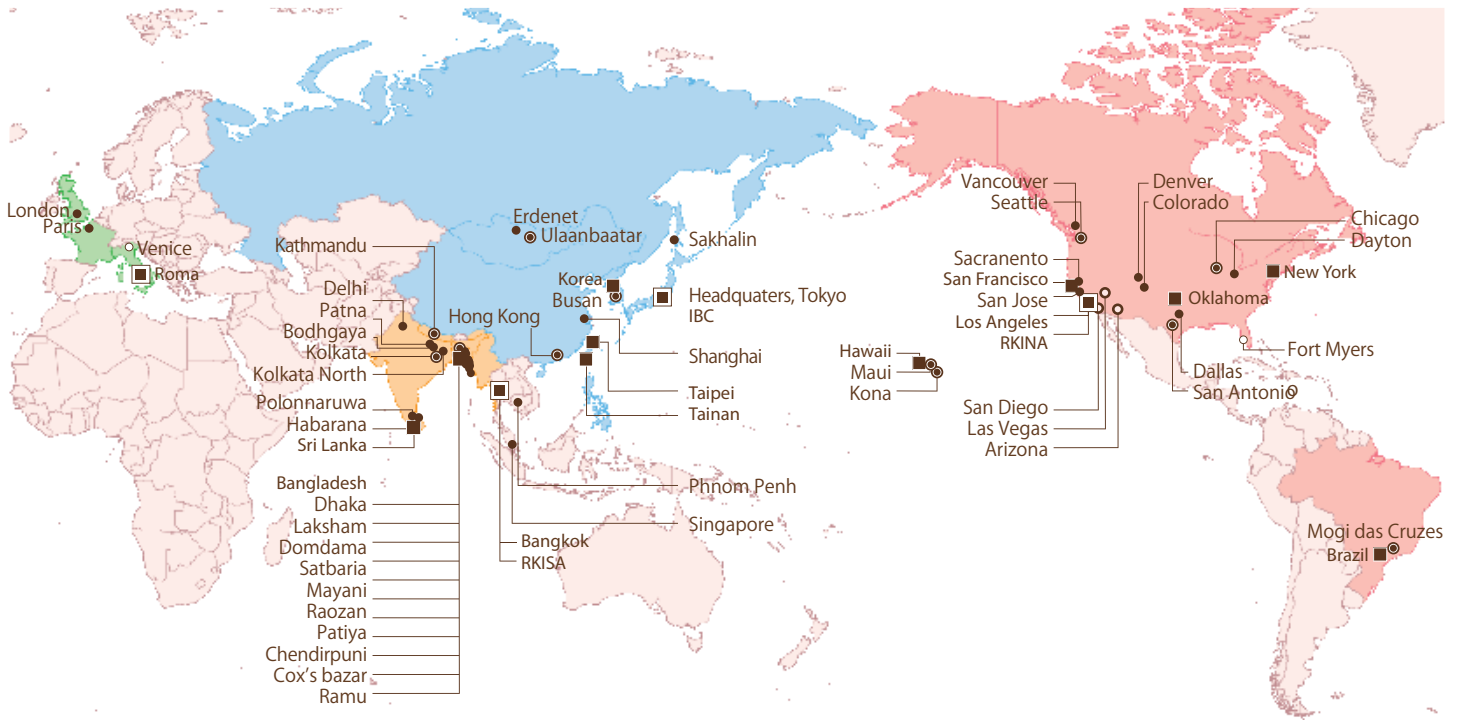 London
Paris
Venice
Roma
Kathmandu
Delhi
Patna
Bodhgaya
Kolkata
Kolkata North
Polonnaruwa
Habarana
Sri Lanka
Bangladesh
Dhaka
Laksham
Domdama
Satbaria
Mayani
Raozan
Patiya
Chendirpuni
Cox's bazar
Ramu
Erdenet
Ulaanbaatar
Sakhalin
Korea
Busan
Headquaters, Tokyo
IBC
Hong Kong
Shanghai
Taipei
Tainan
Phnom Penh
Singapore
Bangkok
RKISA
Vancouver
Seattle
Sacranento
San Francisco
San Jose
Los Angeles
RKINA
Hawaii
Maui
Kona
San Diego
Las Vegas
Arizona
Denver
Colorado
Chicago
Dayton
New York
Oklahoma
Fort Myers
Dallas
San Antonio
Mogi das Cruzes
Brazil